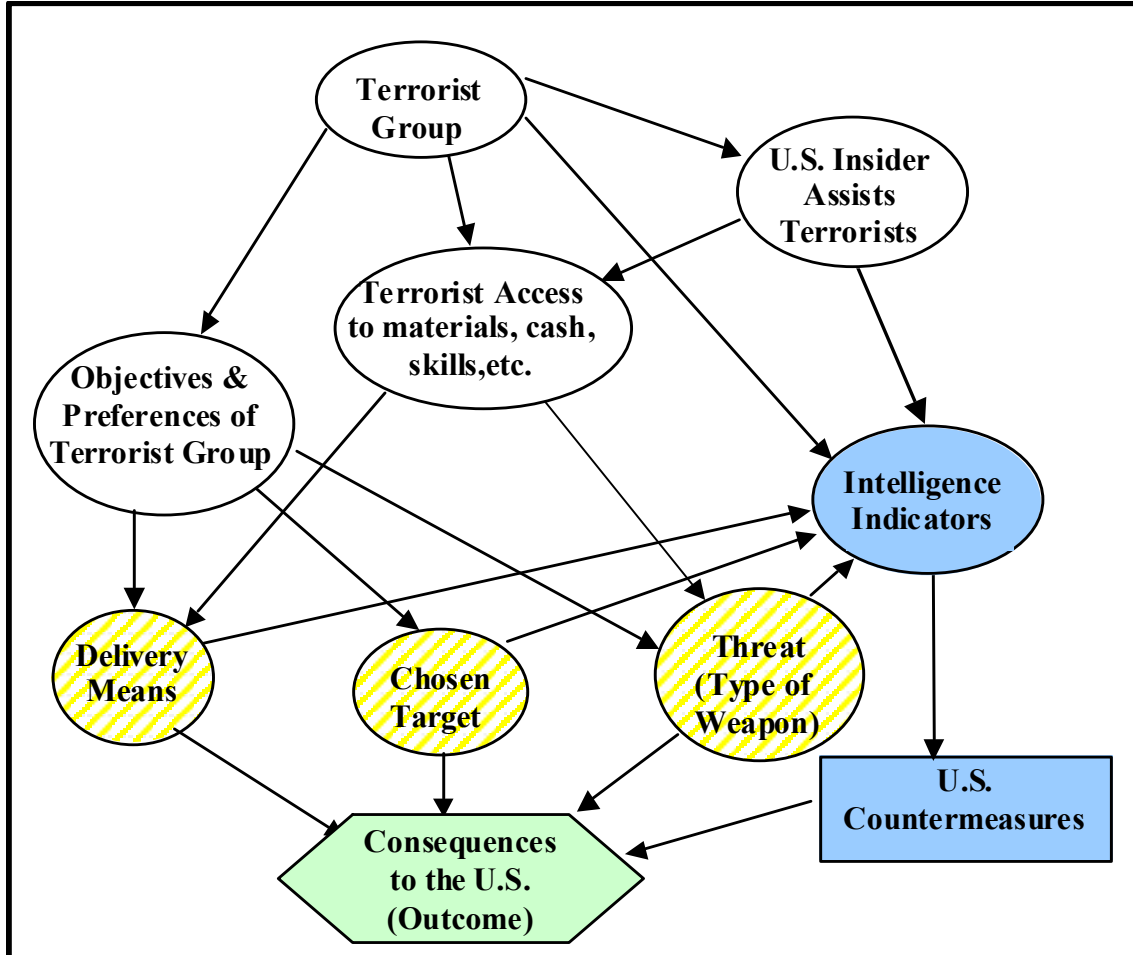 Terrorist
Group
U.S. Insider
Assists
Terrorists
Terrorist Access
to materials, cash,
skills,etc.
Objectives &
Preferences of
Terrorist Group
Intelligence
Indicators
Delivery
Means
Chosen
Target
Threat
(Type of
Weapon)
U.S.
Countermeasures
Consequences
to the U.S.
(Outcome)